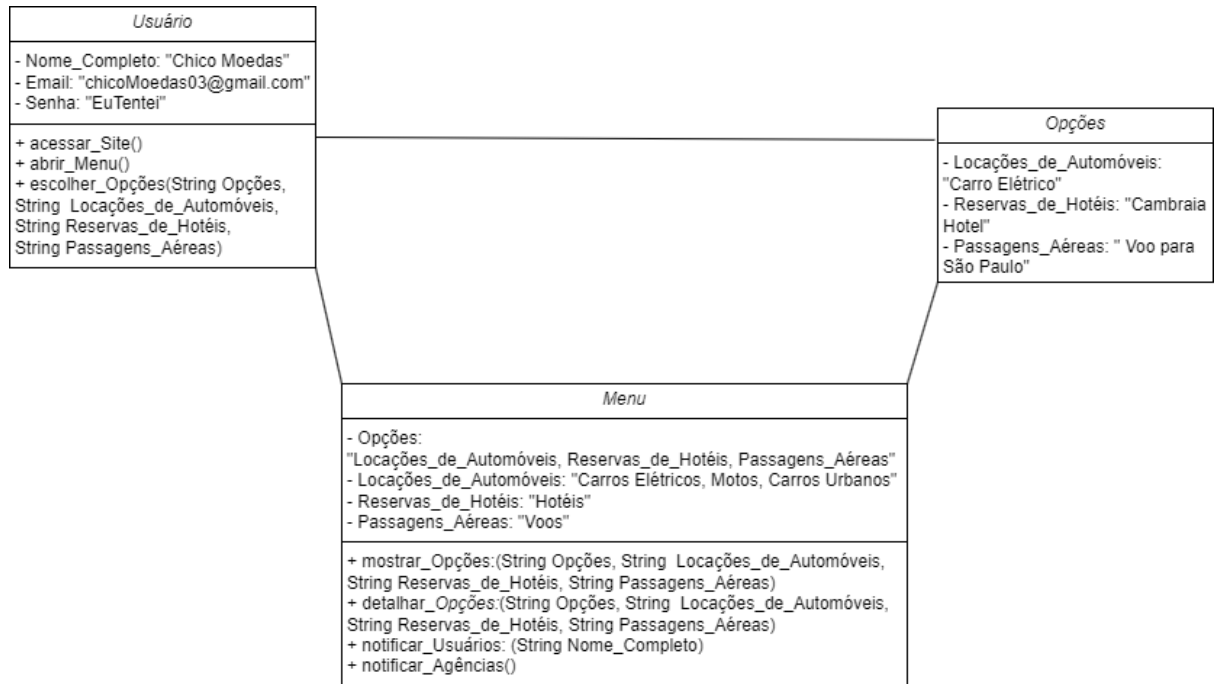 Usuário
- Nome_Completo: "Chico Moedas"
- Email: "chicoMoedas03@gmail.com"
- Senha: "EuTentei"
+ acessar_Site()
+ abrir_Menu()
+ escolher_Opções(String Opções,
String  Locações_de_Automóveis,
String Reservas_de_Hotéis,
String Passagens_Aéreas)
Opções
- Locações_de_Automóveis:
"Carro Elétrico"
- Reservas_de_Hotéis: "Cambraia
Hotel"
- Passagens_Aéreas: " Voo para
São Paulo"
Menu
- Opções:
"Locações_de_Automóveis, Reservas_de_Hotéis, Passagens_Aéreas"
- Locações_de_Automóveis: "Carros Elétricos, Motos, Carros Urbanos"
- Reservas_de_Hotéis: "Hotéis"
- Passagens_Aéreas: "Voos"
+ mostrar_Opções:(String Opções, String  Locações_de_Automóveis,
String Reservas_de_Hotéis, String Passagens_Aéreas)
+ detalhar_Opções:(String Opções, String  Locações_de_Automóveis,
String Reservas_de_Hotéis, String Passagens_Aéreas)
+ notificar_Usuários: (String Nome_Completo)
+ notificar_Agências()